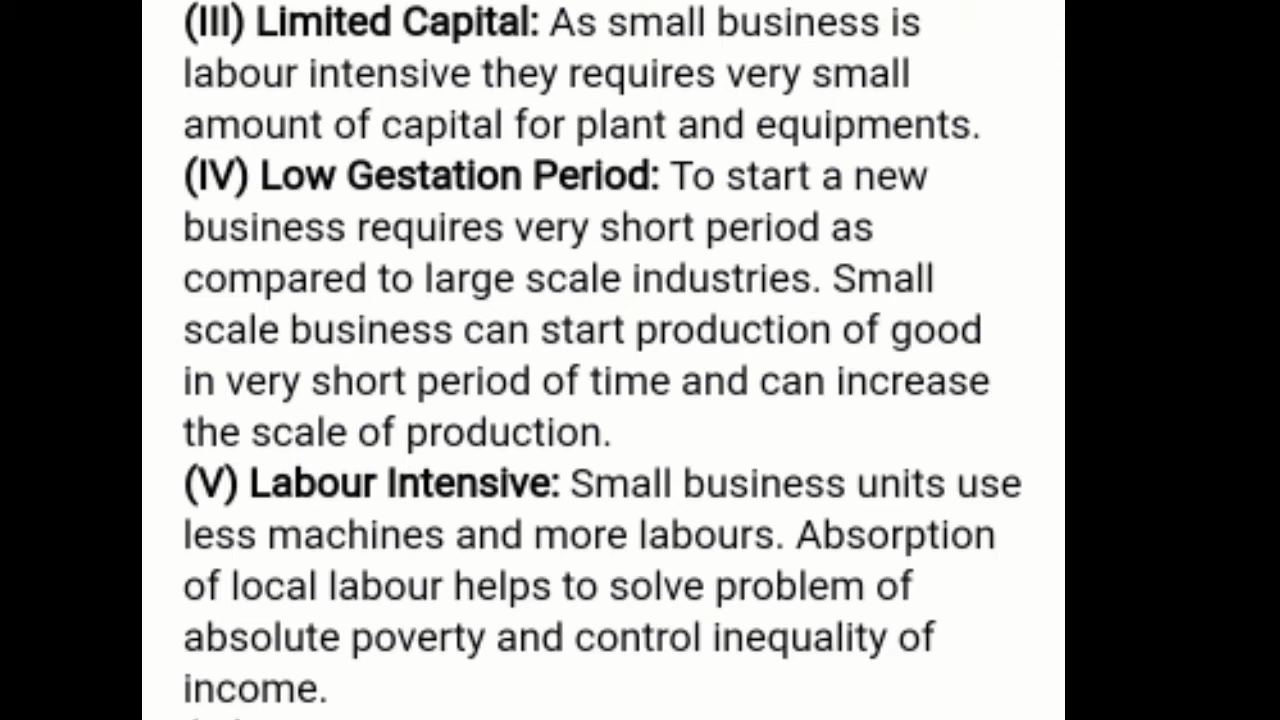 (III) Limited Capital: As small business is
labour intensive they requires very small
amount of capital for plant and equipments.
(IV) Low Gestation Period: To start a new
business requires very short period as
compared to large scale industries. Small
scale business can start production of good
in very short period of time and can increase
the scale of production.
(V) Labour Intensive: Small business units use
less machines and more labours. Absorption
of local labour helps to solve problem of
absolute poverty and control inequality of
income.